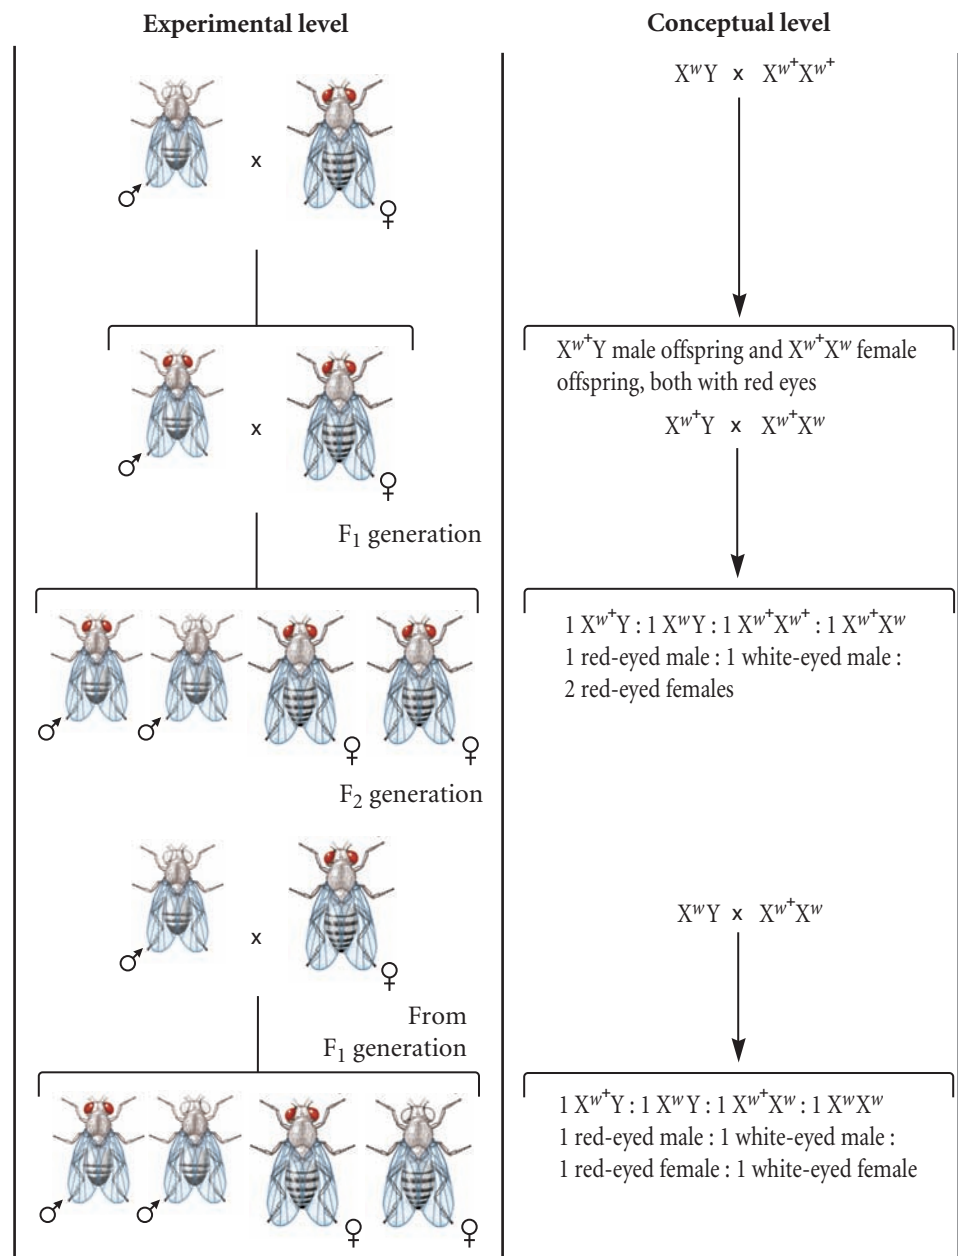 Experimental level
Conceptual level
XʷY x Xʷ⁺Xʷ⁺
x
♂
♀
Xʷ⁺Y male offspring and Xʷ⁺Xʷ female
offspring, both with red eyes
Xʷ⁺Y x Xʷ⁺Xʷ
x
♂
♀
F₁ generation
1 Xʷ⁺Y : 1 XʷY : 1 Xʷ⁺Xʷ⁺ : 1 Xʷ⁺Xʷ
1 red-eyed male : 1 white-eyed male :
2 red-eyed females
♂ ♂ ♀ ♀
F₂ generation
XʷY x Xʷ⁺Xʷ
x
♂
♀
From
F₁ generation
1 Xʷ⁺Y : 1 XʷY : 1 Xʷ⁺Xʷ : 1 XʷXʷ
1 red-eyed male : 1 white-eyed male :
1 red-eyed female : 1 white-eyed female
♂ ♂ ♀ ♀